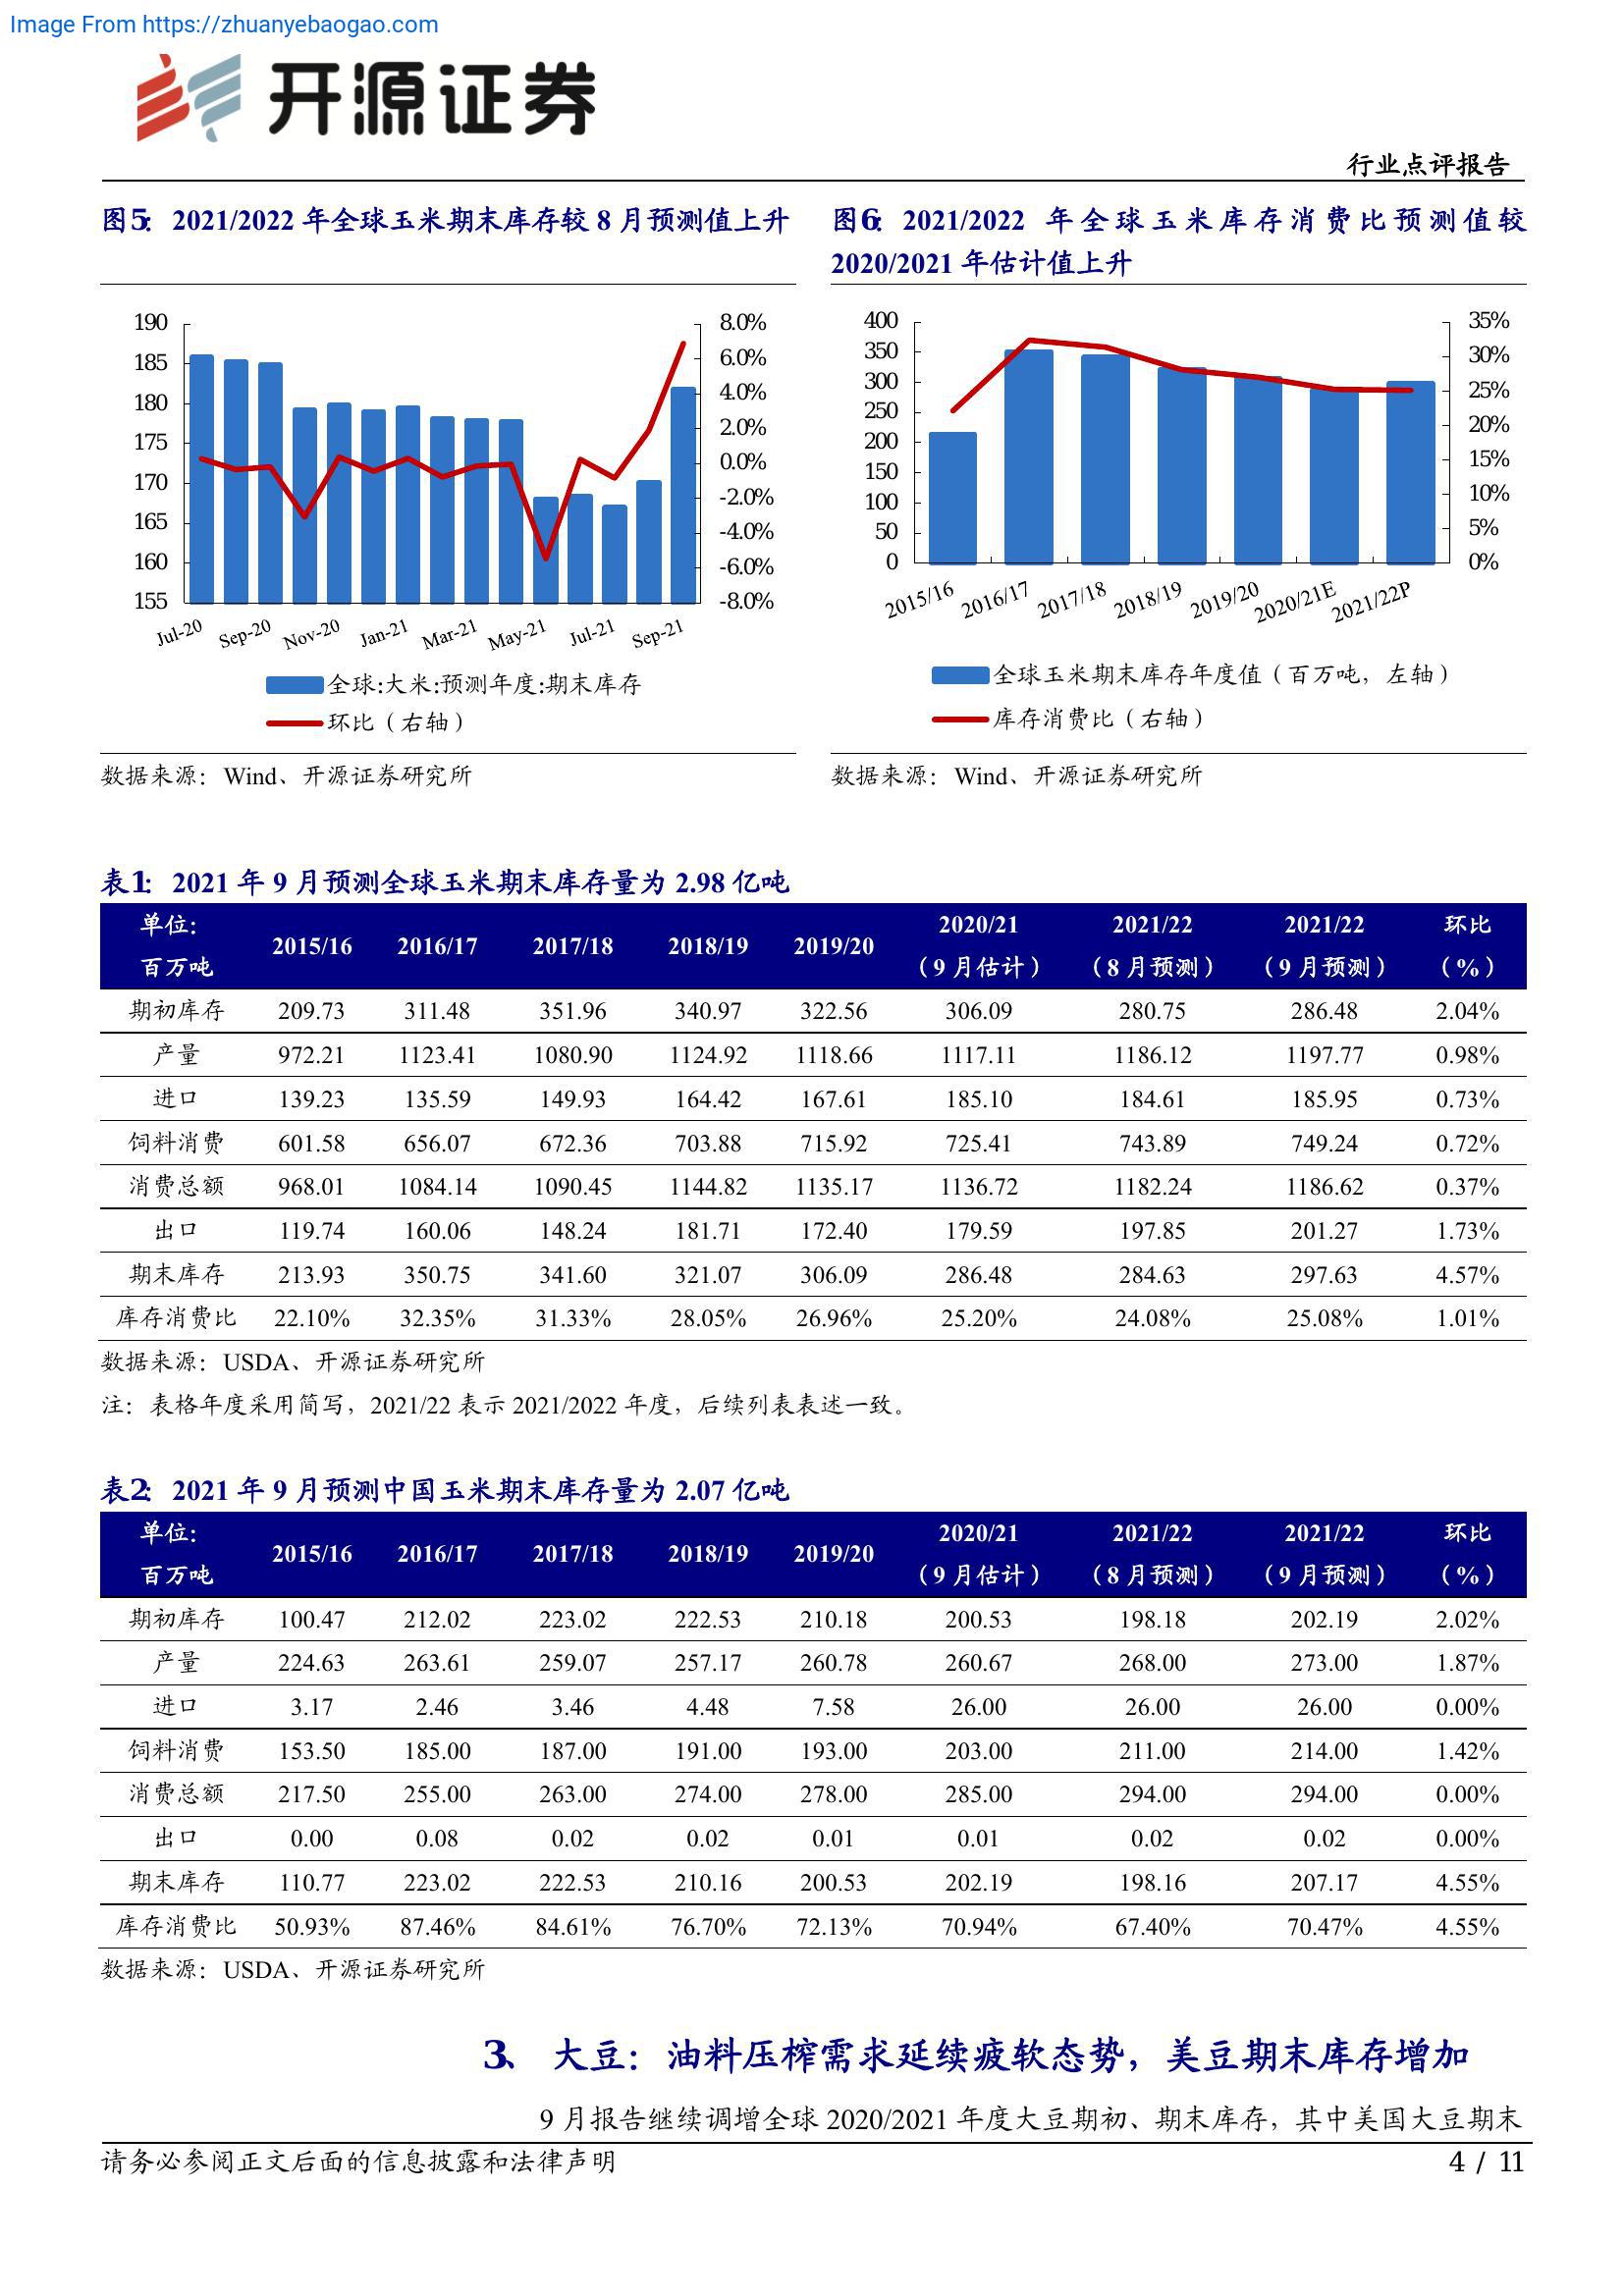 Image From https://zhuanyebaogao.com
开源证券
行业点评报告
图5： 2021/2022 年全球玉米期末库存较 8 月预测值上升
190
185
180
175
170
165
160
155
8.0%
6.0%
4.0%
2.0%
0.0%
-2.0%
-4.0%
-6.0%
-8.0%
Jul-20 Sep-20 Nov-20 Jan-21 Mar-21 May-21 Jul-21 Sep-21
全球:大米:预测年度:期末库存
环比（右轴）
数据来源：Wind、开源证券研究所
图6： 2021/2022 年全球玉米库存消费比预测值较
2020/2021 年估计值上升
400
350
300
250
200
150
100
50
0
35%
30%
25%
20%
15%
10%
5%
0%
2015/16 2016/17 2017/18 2018/19 2019/20 2020/21E 2021/22P
全球玉米期末库存年度值（百万吨，左轴）
库存消费比（右轴）
数据来源：Wind、开源证券研究所
表1： 2021 年 9 月预测全球玉米期末库存量为 2.98 亿吨
单位： 2020/21 2021/22 2021/22 环比
2015/16 2016/17 2017/18 2018/19 2019/20
百万吨 （9 月估计） （8 月预测） （9 月预测） （%）
期初库存 209.73 311.48 351.96 340.97 322.56 306.09 280.75 286.48 2.04%
产量 972.21 1123.41 1080.90 1124.92 1118.66 1117.11 1186.12 1197.77 0.98%
进口 139.23 135.59 149.93 164.42 167.61 185.10 184.61 185.95 0.73%
饲料消费 601.58 656.07 672.36 703.88 715.92 725.41 743.89 749.24 0.72%
消费总额 968.01 1084.14 1090.45 1144.82 1135.17 1136.72 1182.24 1186.62 0.37%
出口 119.74 160.06 148.24 181.71 172.40 179.59 197.85 201.27 1.73%
期末库存 213.93 350.75 341.60 321.07 306.09 286.48 284.63 297.63 4.57%
库存消费比 22.10% 32.35% 31.33% 28.05% 26.96% 25.20% 24.08% 25.08% 1.01%
数据来源：USDA、开源证券研究所
注：表格年度采用简写，2021/22 表示 2021/2022 年度，后续列表表述一致。
表2： 2021 年 9 月预测中国玉米期末库存量为 2.07 亿吨
单位： 2020/21 2021/22 2021/22 环比
2015/16 2016/17 2017/18 2018/19 2019/20
百万吨 （9 月估计） （8 月预测） （9 月预测） （%）
期初库存 100.47 212.02 223.02 222.53 210.18 200.53 198.18 202.19 2.02%
产量 224.63 263.61 259.07 257.17 260.78 260.67 268.00 273.00 1.87%
进口 3.17 2.46 3.46 4.48 7.58 26.00 26.00 26.00 0.00%
饲料消费 153.50 185.00 187.00 191.00 193.00 203.00 211.00 214.00 1.42%
消费总额 217.50 255.00 263.00 274.00 278.00 285.00 294.00 294.00 0.00%
出口 0.00 0.08 0.02 0.02 0.01 0.01 0.02 0.02 0.00%
期末库存 110.77 223.02 222.53 210.16 200.53 202.19 198.16 207.17 4.55%
库存消费比 50.93% 87.46% 84.61% 76.70% 72.13% 70.94% 67.40% 70.47% 4.55%
数据来源：USDA、开源证券研究所
3、 大豆：油料压榨需求延续疲软态势，美豆期末库存增加
9 月报告继续调增全球 2020/2021 年度大豆期初、期末库存，其中美国大豆期末
请务必参阅正文后面的信息披露和法律声明 4 / 11